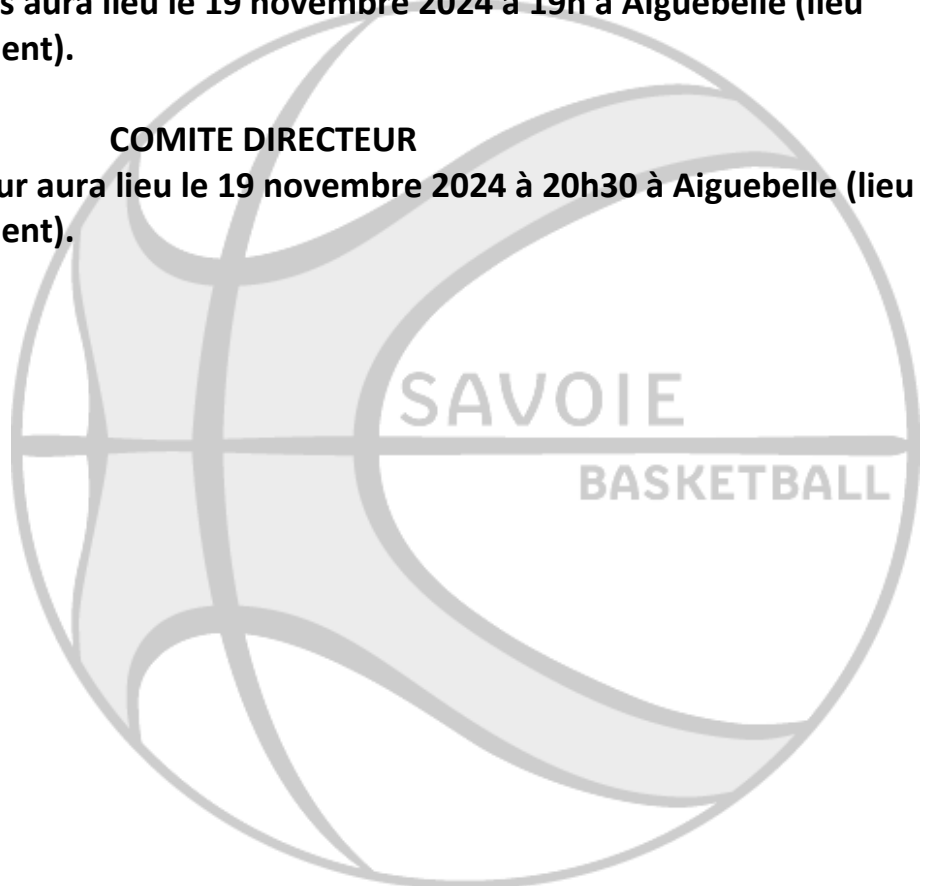 s aura lieu le 19 novembre 2024 à 19h à Aiguebelle (lieu
ent).
COMITE DIRECTEUR
ur aura lieu le 19 novembre 2024 à 20h30 à Aiguebelle (lieu
ent).
SAVOIE
BASKETBALL